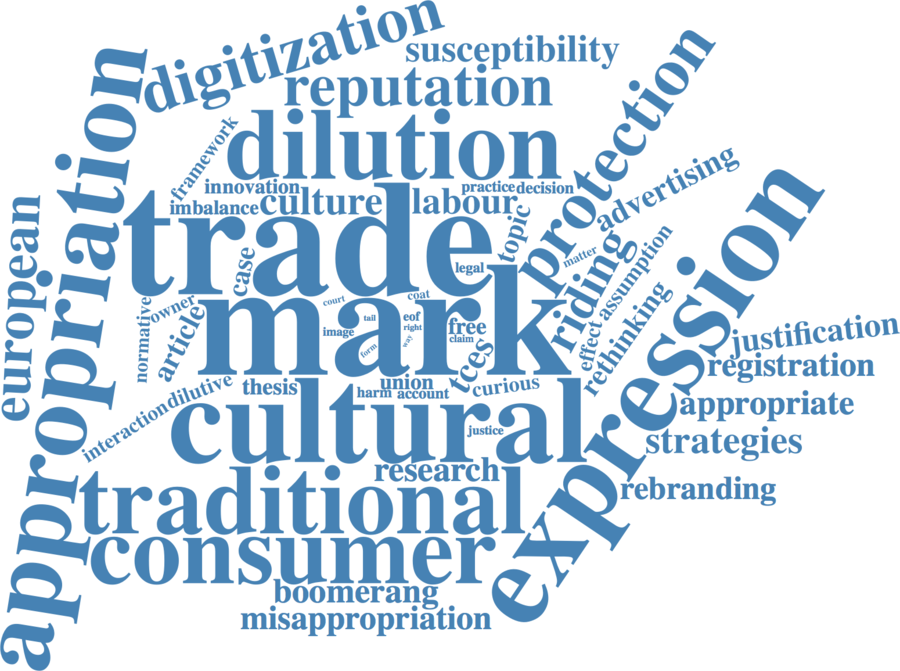 digitization
susceptibility
reputation
appropriation
dilution
protection
framework
innovation
practice
decision
imbalance
culture
labour
advertising
european
trade
topic
case
legal
matter
expression
mark
riding
normative
owner
article
court
coat
tail
eof
right
image
free
claim
form
way
effect
assumption
rethinking
justification
registration
interaction
dilutive
thesis
union
harm
account
tces
curious
appropriate
cultural
justice
strategies
research
traditional
rebranding
consumer
boomerang
misappropriation